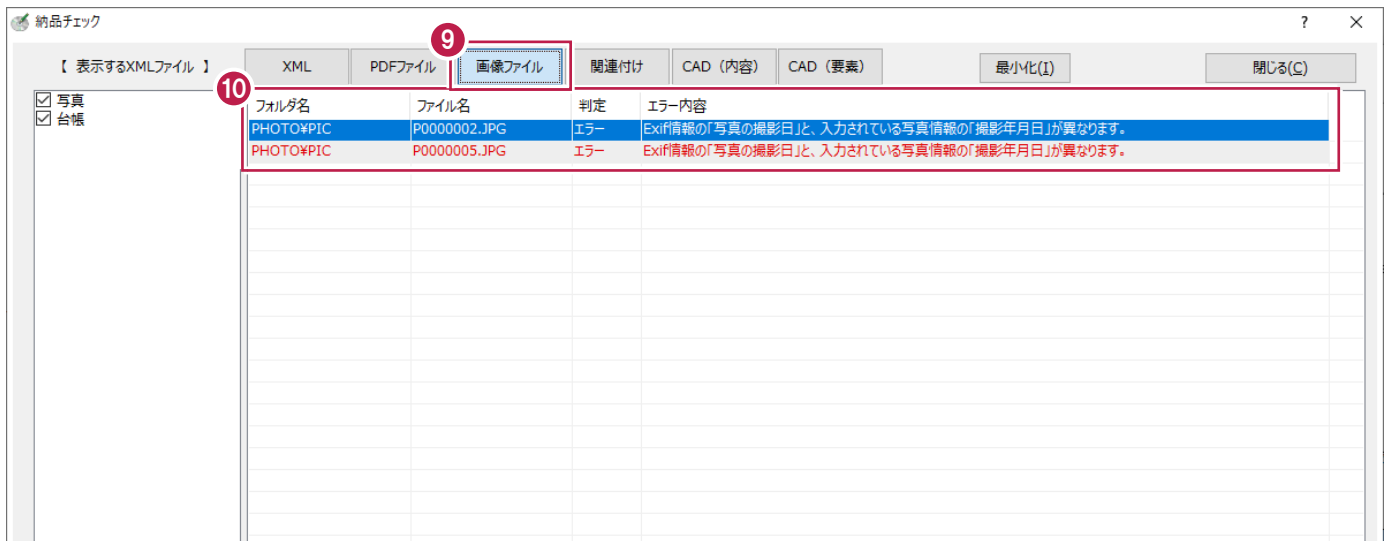 納品チェック ? ×
9
【 表示するXMLファイル 】 XML PDFファイル 画像ファイル 関連付け CAD（内容） CAD（要素） 最小化(I) 閉じる(C)
10
写真
台帳
フォルダ名 ファイル名 判定 エラー内容
PHOTO¥PIC P0000002.JPG エラー Exif情報の「写真の撮影日」と、入力されている写真情報の「撮影年月日」が異なります。
PHOTO¥PIC P0000005.JPG エラー Exif情報の「写真の撮影日」と、入力されている写真情報の「撮影年月日」が異なります。